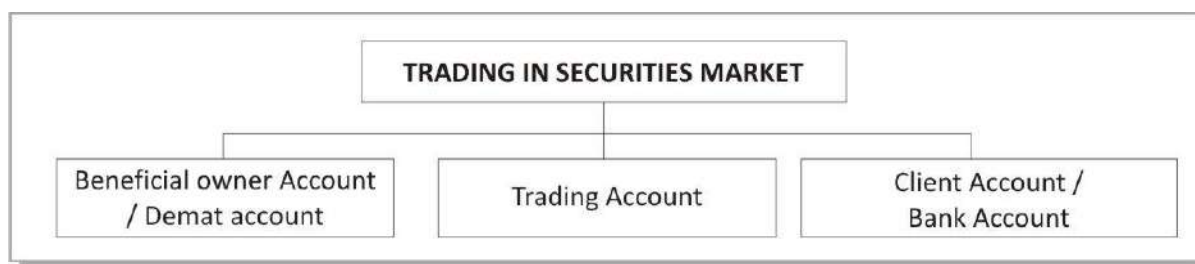 TRADING IN SECURITIES MARKET
Beneficial owner Account
/ Demat account
Trading Account
Client Account /
Bank Account